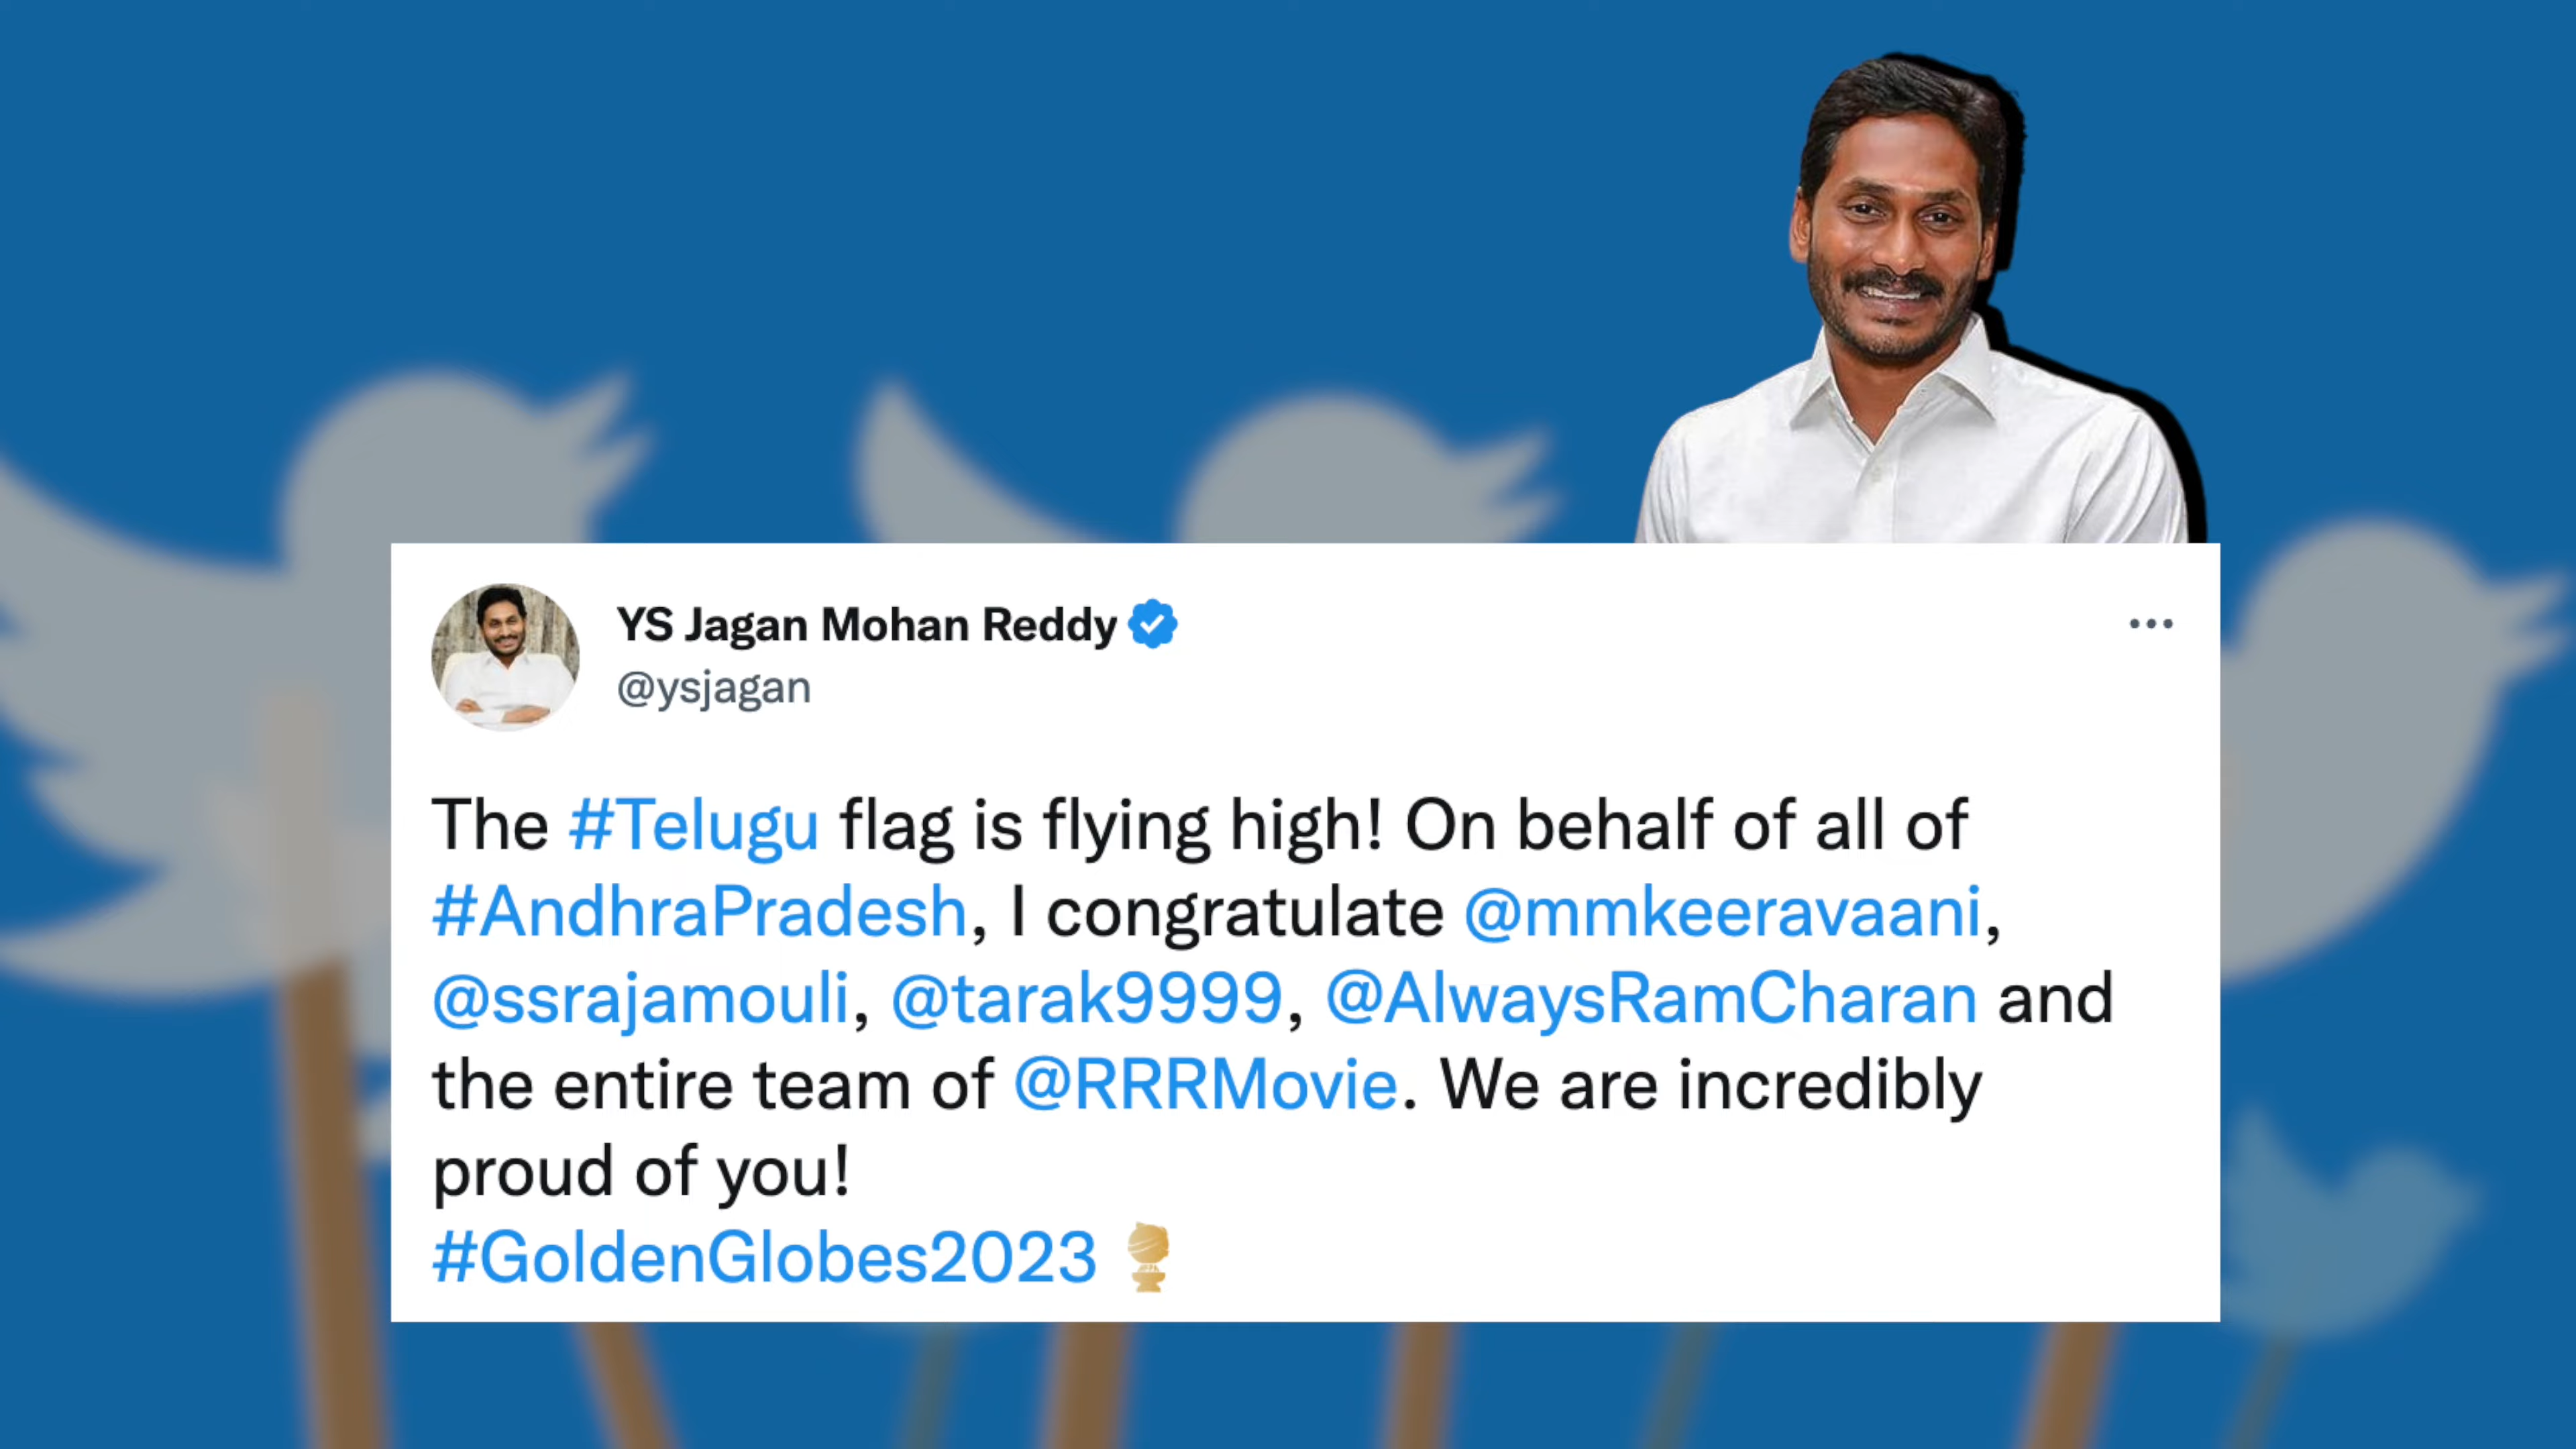 YS Jagan Mohan Reddy
@ysjagan
The #Telugu flag is flying high! On behalf of all of
#AndhraPradesh, I congratulate @mmkeeravaani,
@ssrajamouli, @tarak9999, @AlwaysRamCharan and
the entire team of @RRRMovie. We are incredibly
proud of you!
#GoldenGlobes2023